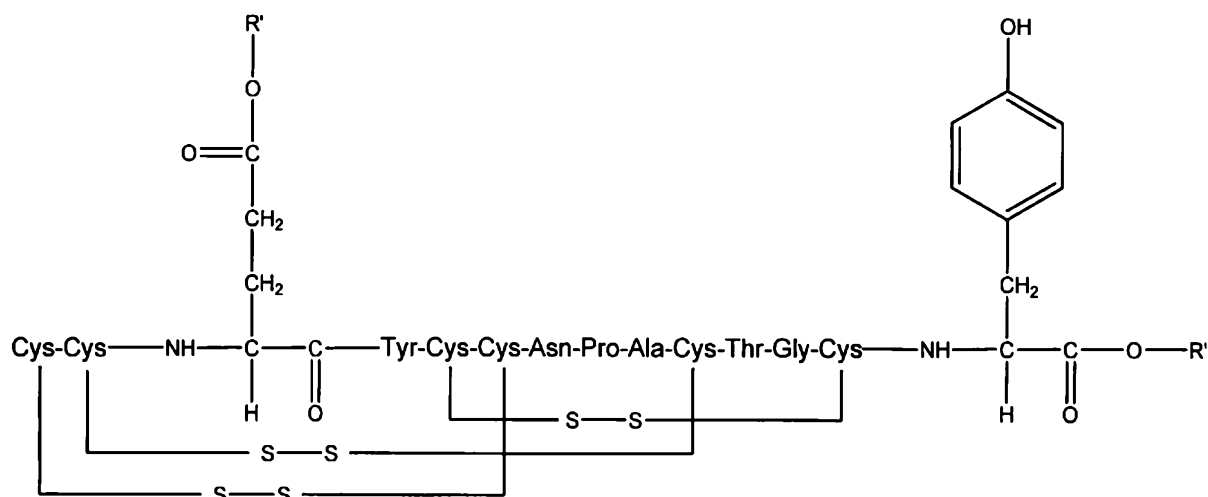 R'
OH
O
O
C
CH₂
CH₂
CH₂
Cys-Cys NH C C Tyr-Cys-Cys-Asn-Pro-Ala-Cys-Thr-Gly-Cys NH C C O R'
H O H O
S S
S S
S S